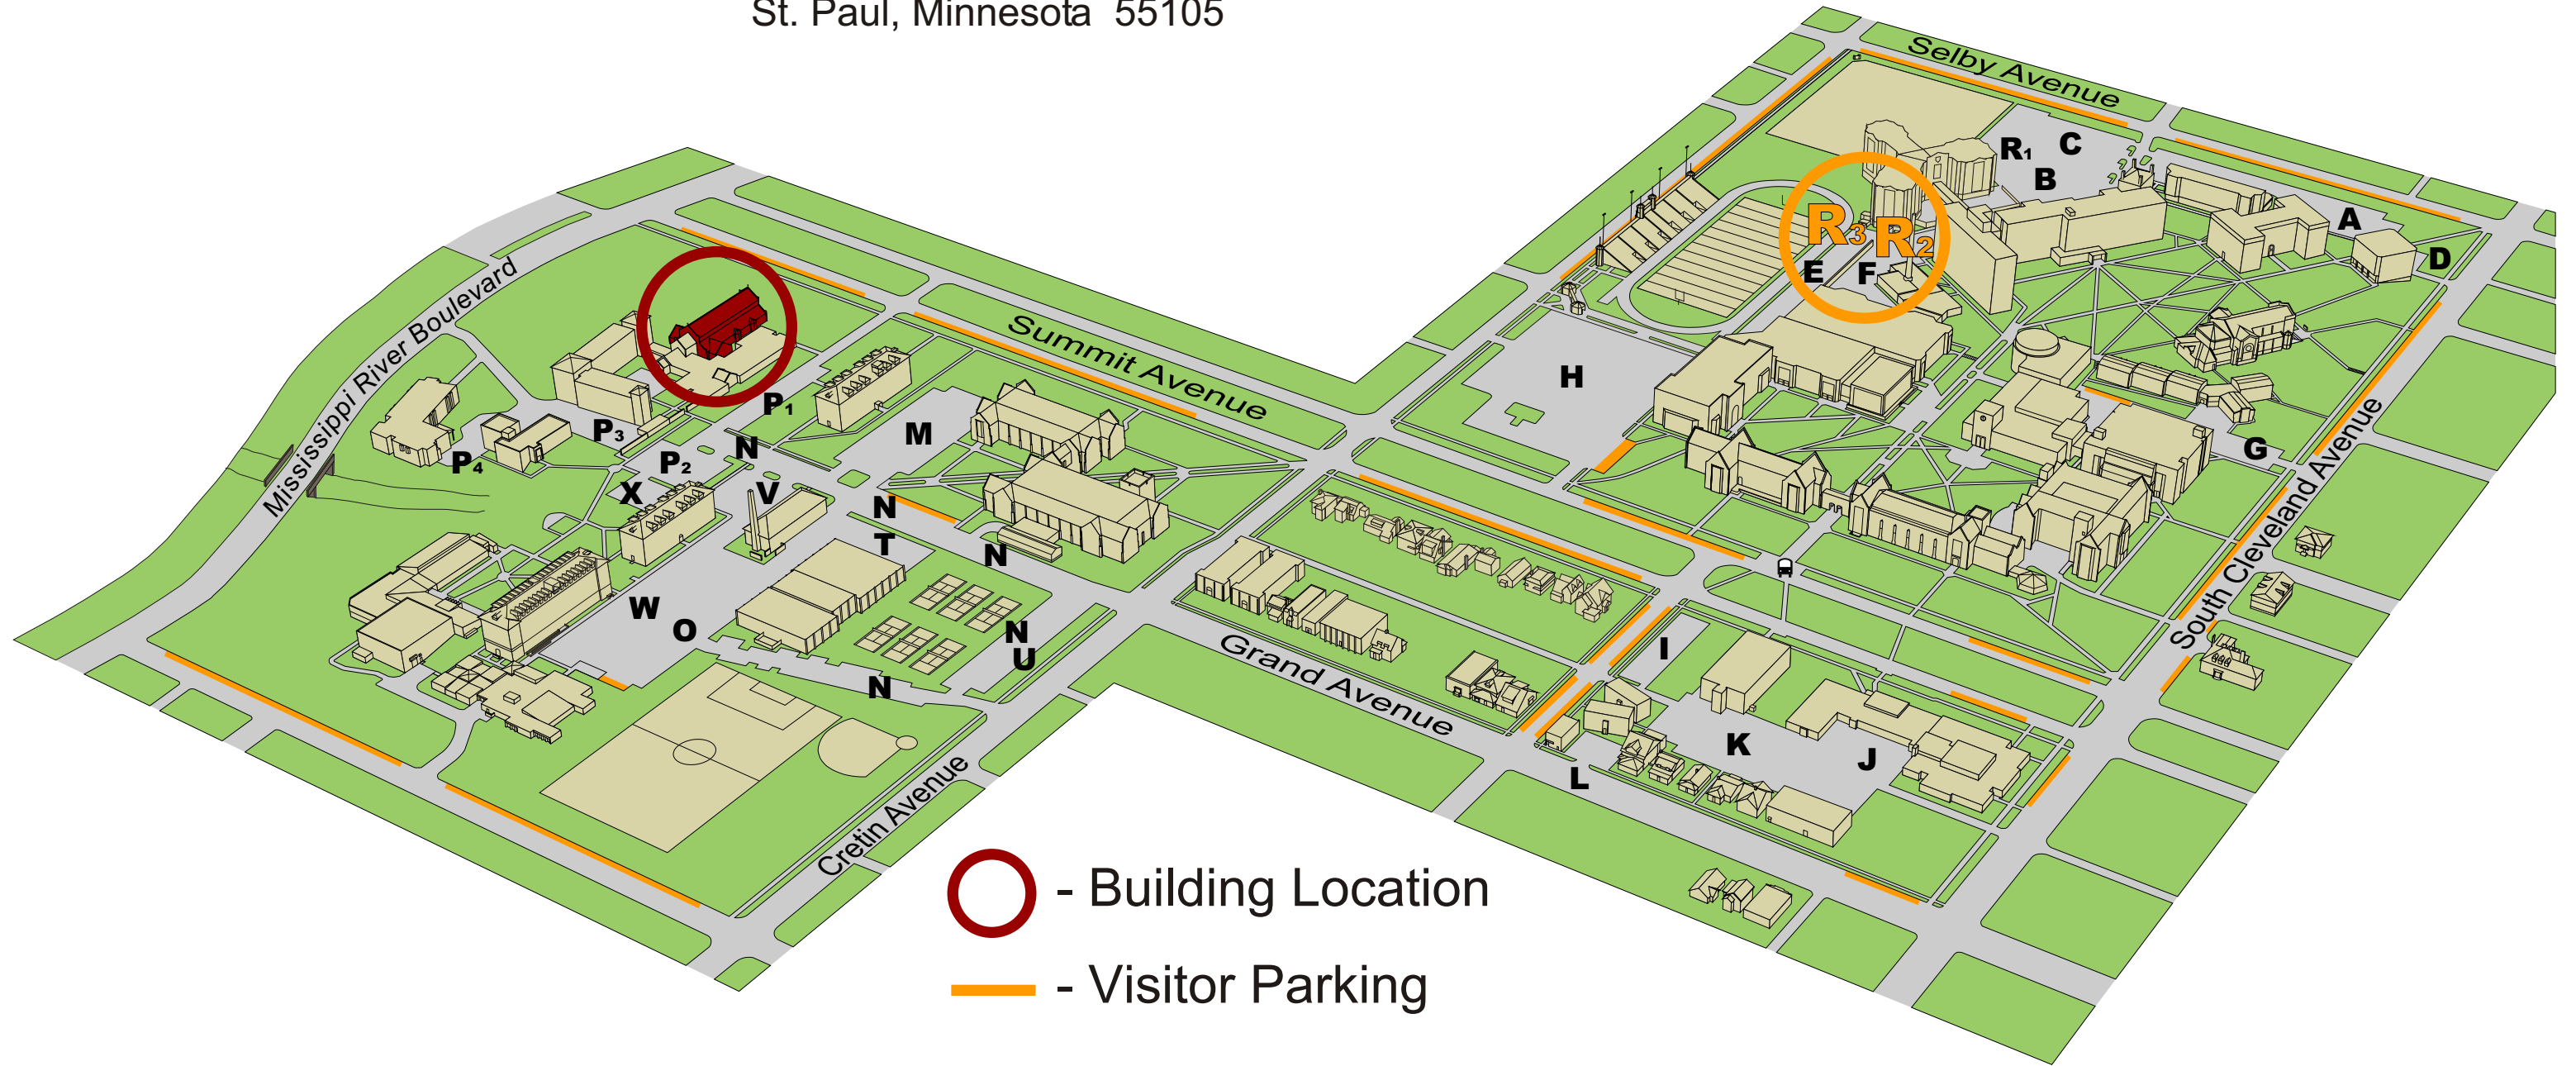 St. Paul, Minnesota 55105
Selby Avenue
R1
C
B
A
D
R3
R2
E
F
Mississippi River Boulevard
Summit Avenue
H
P1
M
N
P3
P2
P4
X
V
N
T
N
G
South Cleveland Avenue
W
O
N
U
N
Grand Avenue
I
K
J
L
Cretin Avenue
- Building Location
- Visitor Parking